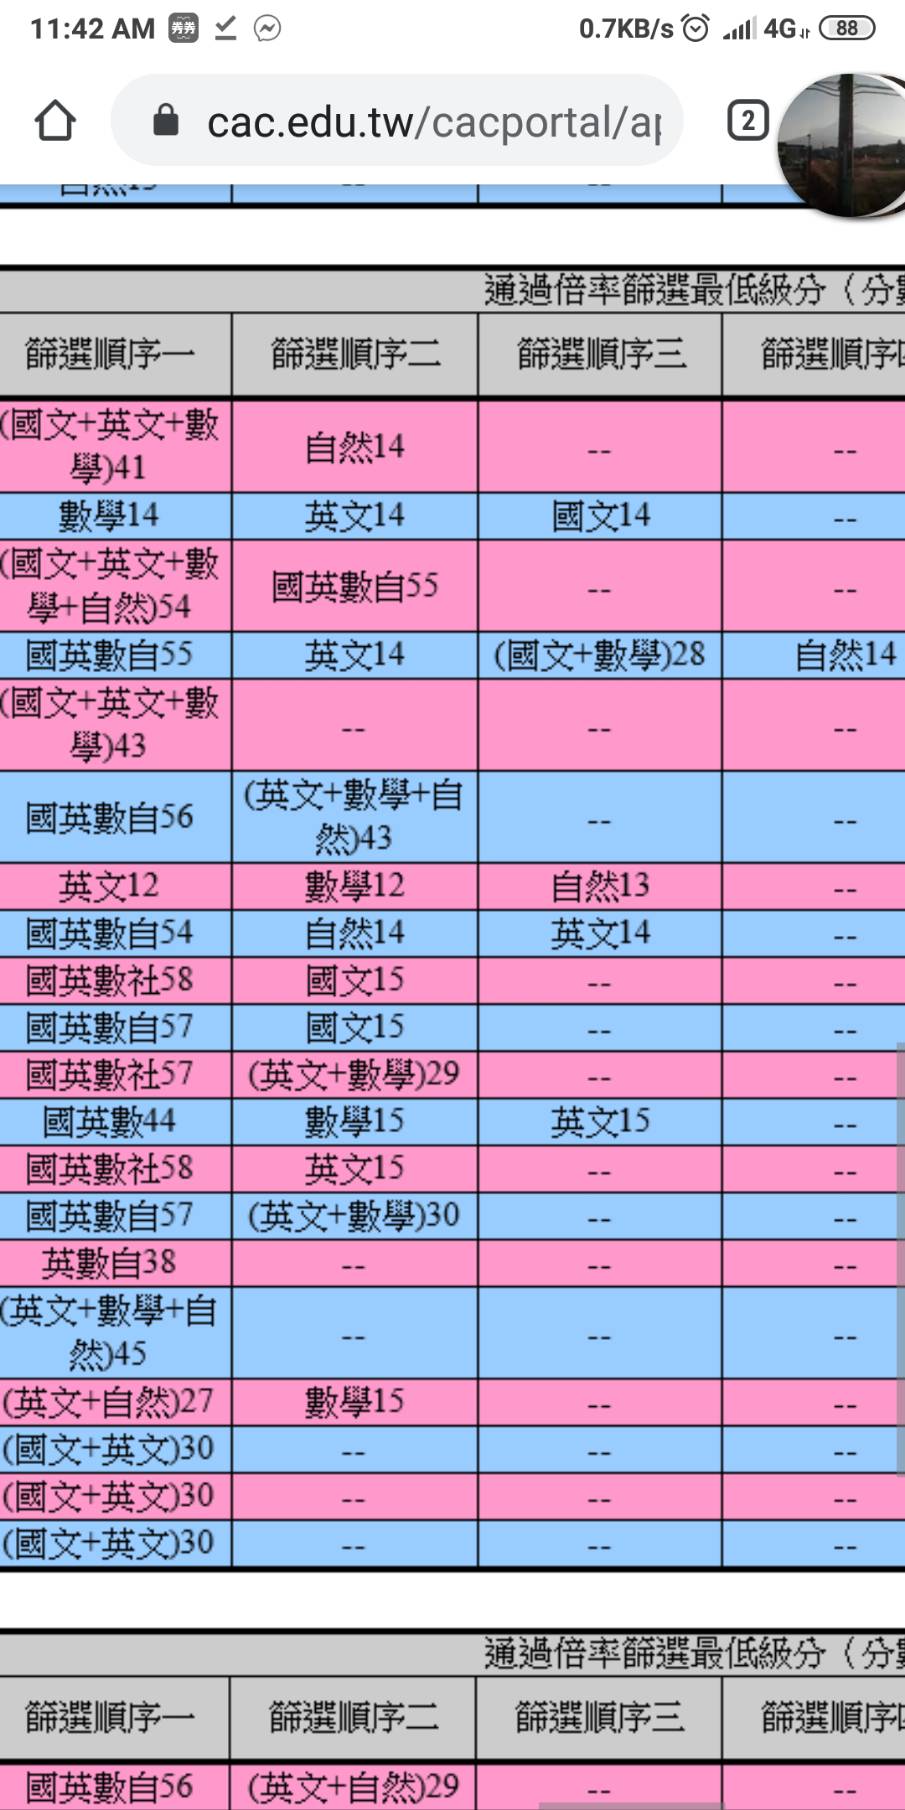 11:42 AM 券券 0.7KB/s 4G 88
cac.edu.tw/cacportal/a 2
自然13 -- --
通過倍率篩選最低級分（分
篩選順序一 篩選順序二 篩選順序三 篩選順序
(國文+英文+數
學)41 自然14 -- --
數學14 英文14 國文14 --
(國文+英文+數
學+自然)54 國英數自55 -- --
國英數自55 英文14 (國文+數學)28 自然14
(國文+英文+數
學)43 -- -- --
國英數自56 (英文+數學+自
然)43 -- --
英文12 數學12 自然13 --
國英數自54 自然14 英文14 --
國英數社58 國文15 -- --
國英數自57 國文15 -- --
國英數社57 (英文+數學)29 -- --
國英數44 數學15 英文15 --
國英數社58 英文15 -- --
國英數自57 (英文+數學)30 -- --
英數自38 -- -- --
(英文+數學+自
然)45 -- -- --
(英文+自然)27 數學15 -- --
(國文+英文)30 -- -- --
(國文+英文)30 -- -- --
(國文+英文)30 -- -- --
通過倍率篩選最低級分（分
篩選順序一 篩選順序二 篩選順序三 篩選順序
國英數自56 (英文+自然)29 -- --